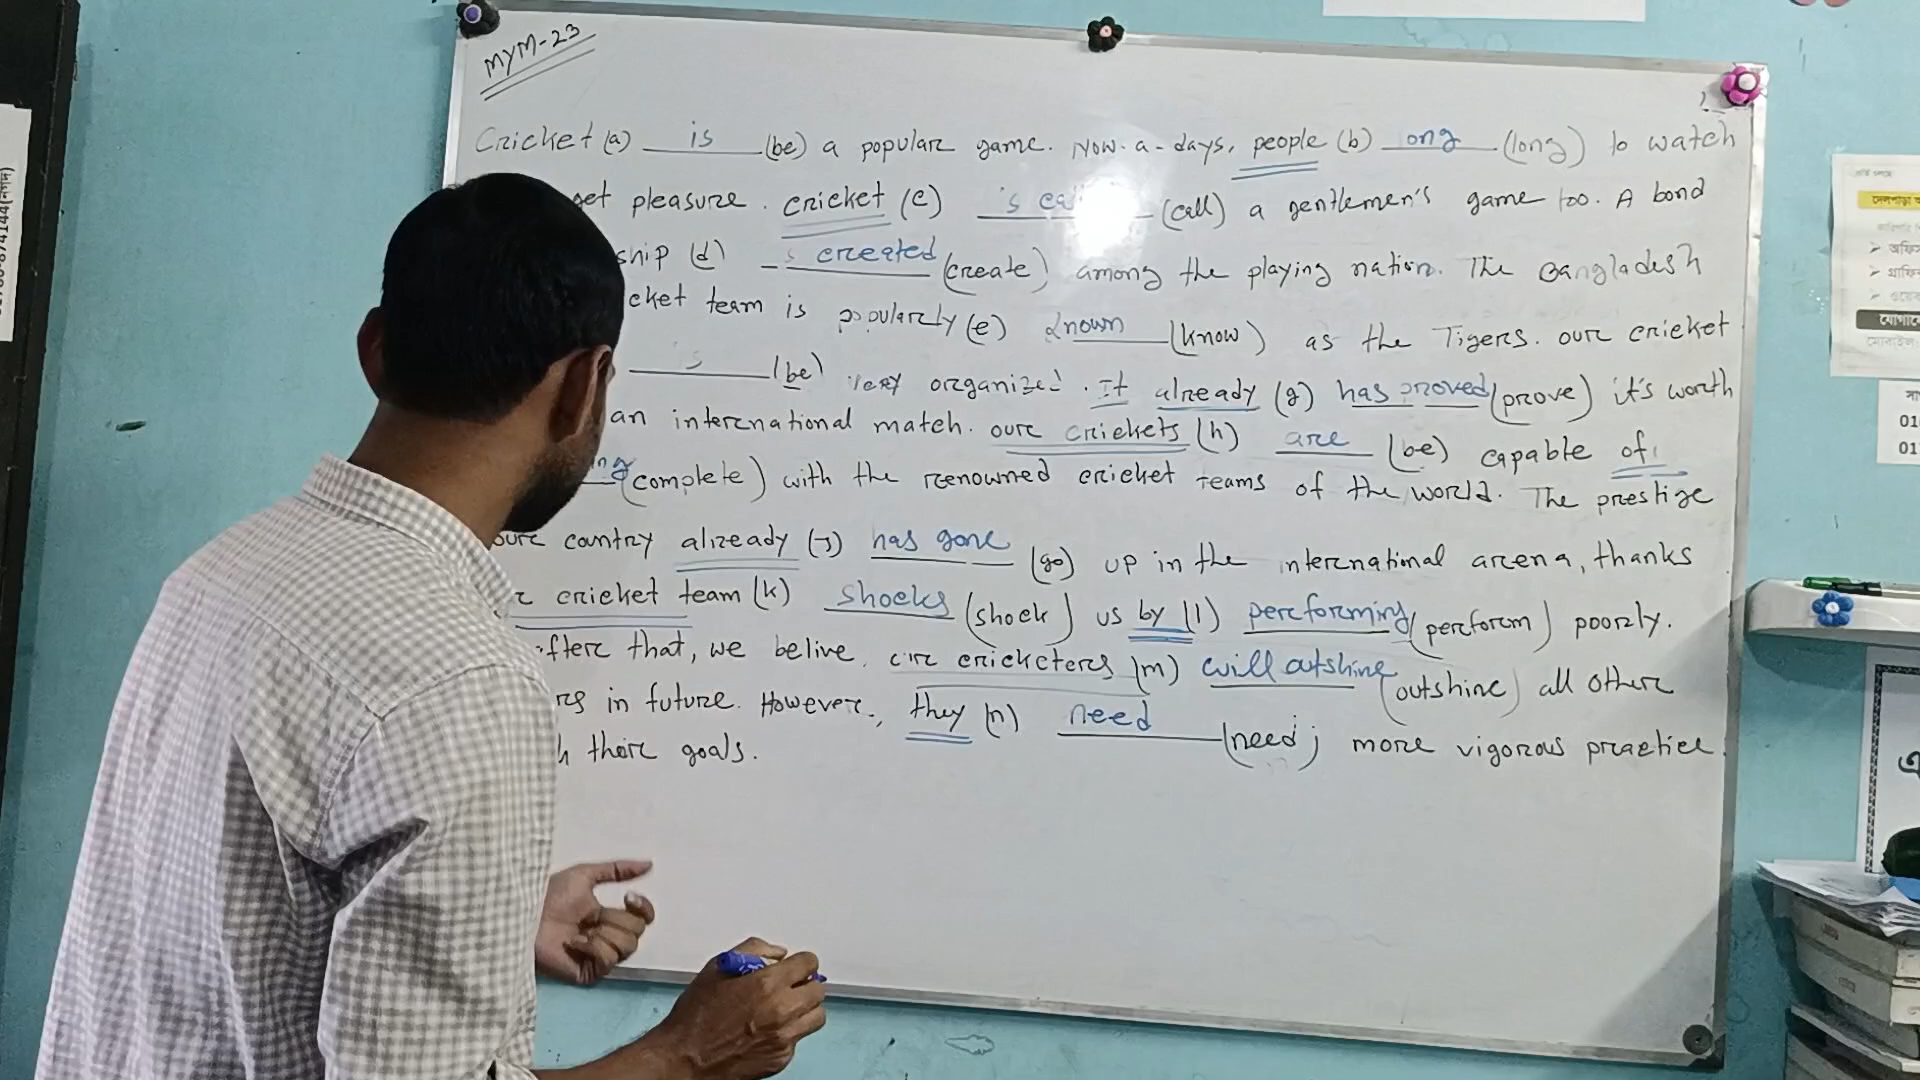 MYM-23
Cricket (a) is (be) a popular game. Now-a-days, people (b) long (long) to watch
get pleasure. cricket (c) is call (call) a gentlemen's game too. A bond
ship (d) is created (create) among the playing nation. The Bangladesh
cket team is popularly (e) known (know) as the Tigers. our cricket
is (be) very organized. It already (g) has proved (prove) it's worth
an international match. our crickets (h) are (be) capable of
ng (complete) with the renowned cricket teams of the world. The prestige
our country already (J) has gone (go) up in the international arena, thanks
r cricket team (k) shocks (shock) us by (l) performing (perform) poorly.
fter that, we belive, our cricketers (m) will outshine (outshine) all other
rs in future. However, they (n) need (need) more vigorous practice
h their goals.